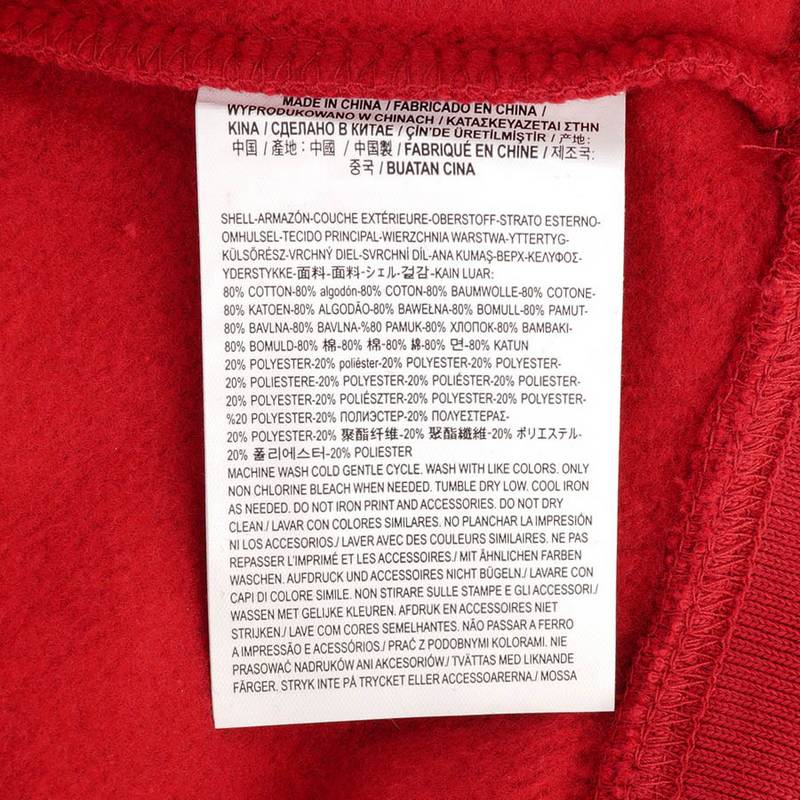 MADE IN CHINA / FABRICADO EN CHINA /
WYPRODUKOWANO W CHINACH / ΚΑΤΑΣΚΕΥΑΖΕΤΑΙ ΣΤΗΝ
ΚΙΝΑ / СДЕЛАНО В КИТАЕ / ÇİN'DE ÜRETİLMİŞTİR / 产地:
中国 / 產地: 中國 / 中国製 / FABRIQUÉ EN CHINE / 제조국:
중국 / BUATAN CINA
SHELL-ARMAZÓN-COUCHE EXTÉRIEURE-OBERSTOFF-STRATO ESTERNO-
OMHULSEL-TECIDO PRINCIPAL-WIERZCHNIA WARSTWA-YTTERTYG-
KÜLSŐRÉSZ-VRCHNÝ DIEL-SVRCHNÍ DÍL-ANA KUMAŞ-ВЕРХ-ΚΕΛΥΦΟΣ-
YDERSTYKKE-面料-面料-シェル-겉감-KAIN LUAR:
80% COTTON-80% algodón-80% COTON-80% BAUMWOLLE-80% COTONE-
80% KATOEN-80% ALGODÃO-80% BAWEŁNA-80% BOMULL-80% PAMUT-
80% BAVLNA-80% BAVLNA-%80 PAMUK-80% ХЛОПОК-80% ΒΑΜΒΑΚΙ-
80% BOMULD-80% 棉-80% 棉-80% 綿-80% 면-80% KATUN
20% POLYESTER-20% poliéster-20% POLYESTER-20% POLYESTER-
20% POLIESTERE-20% POLYESTER-20% POLIÉSTER-20% POLIESTER-
20% POLYESTER-20% POLIÉSZTER-20% POLYESTER-20% POLYESTER-
%20 POLYESTER-20% ПОЛИЭСТЕР-20% ΠΟΛΥΕΣΤΕΡΑΣ-
20% POLYESTER-20% 聚酯纤维-20% 聚酯纖維-20% ポリエステル-
20% 폴리에스터-20% POLIESTER
MACHINE WASH COLD GENTLE CYCLE. WASH WITH LIKE COLORS. ONLY
NON CHLORINE BLEACH WHEN NEEDED. TUMBLE DRY LOW. COOL IRON
AS NEEDED. DO NOT IRON PRINT AND ACCESSORIES. DO NOT DRY
CLEAN./ LAVAR CON COLORES SIMILARES. NO PLANCHAR LA IMPRESIÓN
NI LOS ACCESORIOS./ LAVER AVEC DES COULEURS SIMILAIRES. NE PAS
REPASSER L'IMPRIMÉ ET LES ACCESSOIRES./ MIT ÄHNLICHEN FARBEN
WASCHEN. AUFDRUCK UND ACCESSOIRES NICHT BÜGELN./ LAVARE CON
CAPI DI COLORE SIMILE. NON STIRARE SULLE STAMPE E GLI ACCESSORI./
WASSEN MET GELIJKE KLEUREN. AFDRUK EN ACCESSOIRES NIET
STRIJKEN./ LAVE COM CORES SEMELHANTES. NÃO PASSAR A FERRO
A IMPRESSÃO E ACESSÓRIOS./ PRAĆ Z PODOBNYMI KOLORAMI. NIE
PRASOWAĆ NADRUKÓW ANI AKCESORIÓW./ TVÄTTAS MED LIKNANDE
FÄRGER. STRYK INTE PÅ TRYCKET ELLER ACCESSOARERNA./ MOSSA